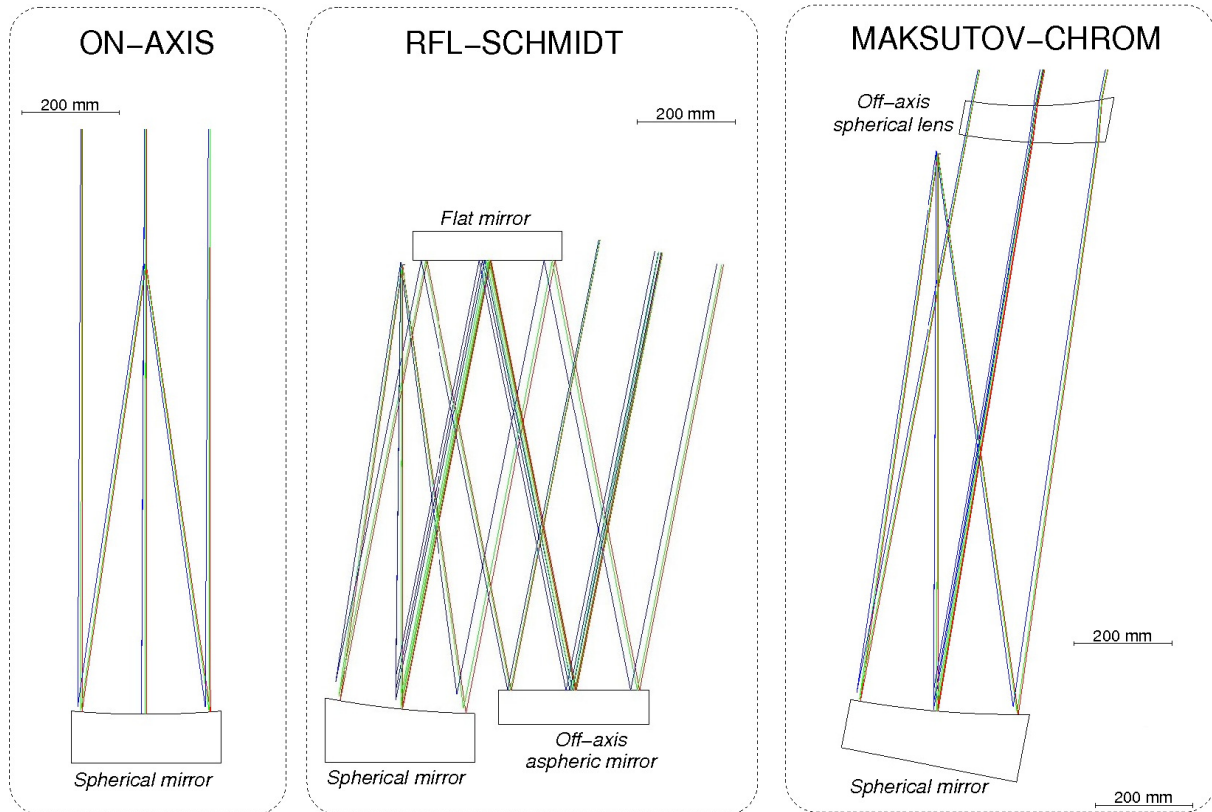 ON-AXIS
200 mm
Spherical mirror
RFL-SCHMIDT
200 mm
Flat mirror
Off-axis
aspheric mirror
Spherical mirror
MAKSUTOV-CHROM
Off-axis
spherical lens
200 mm
Spherical mirror
200 mm